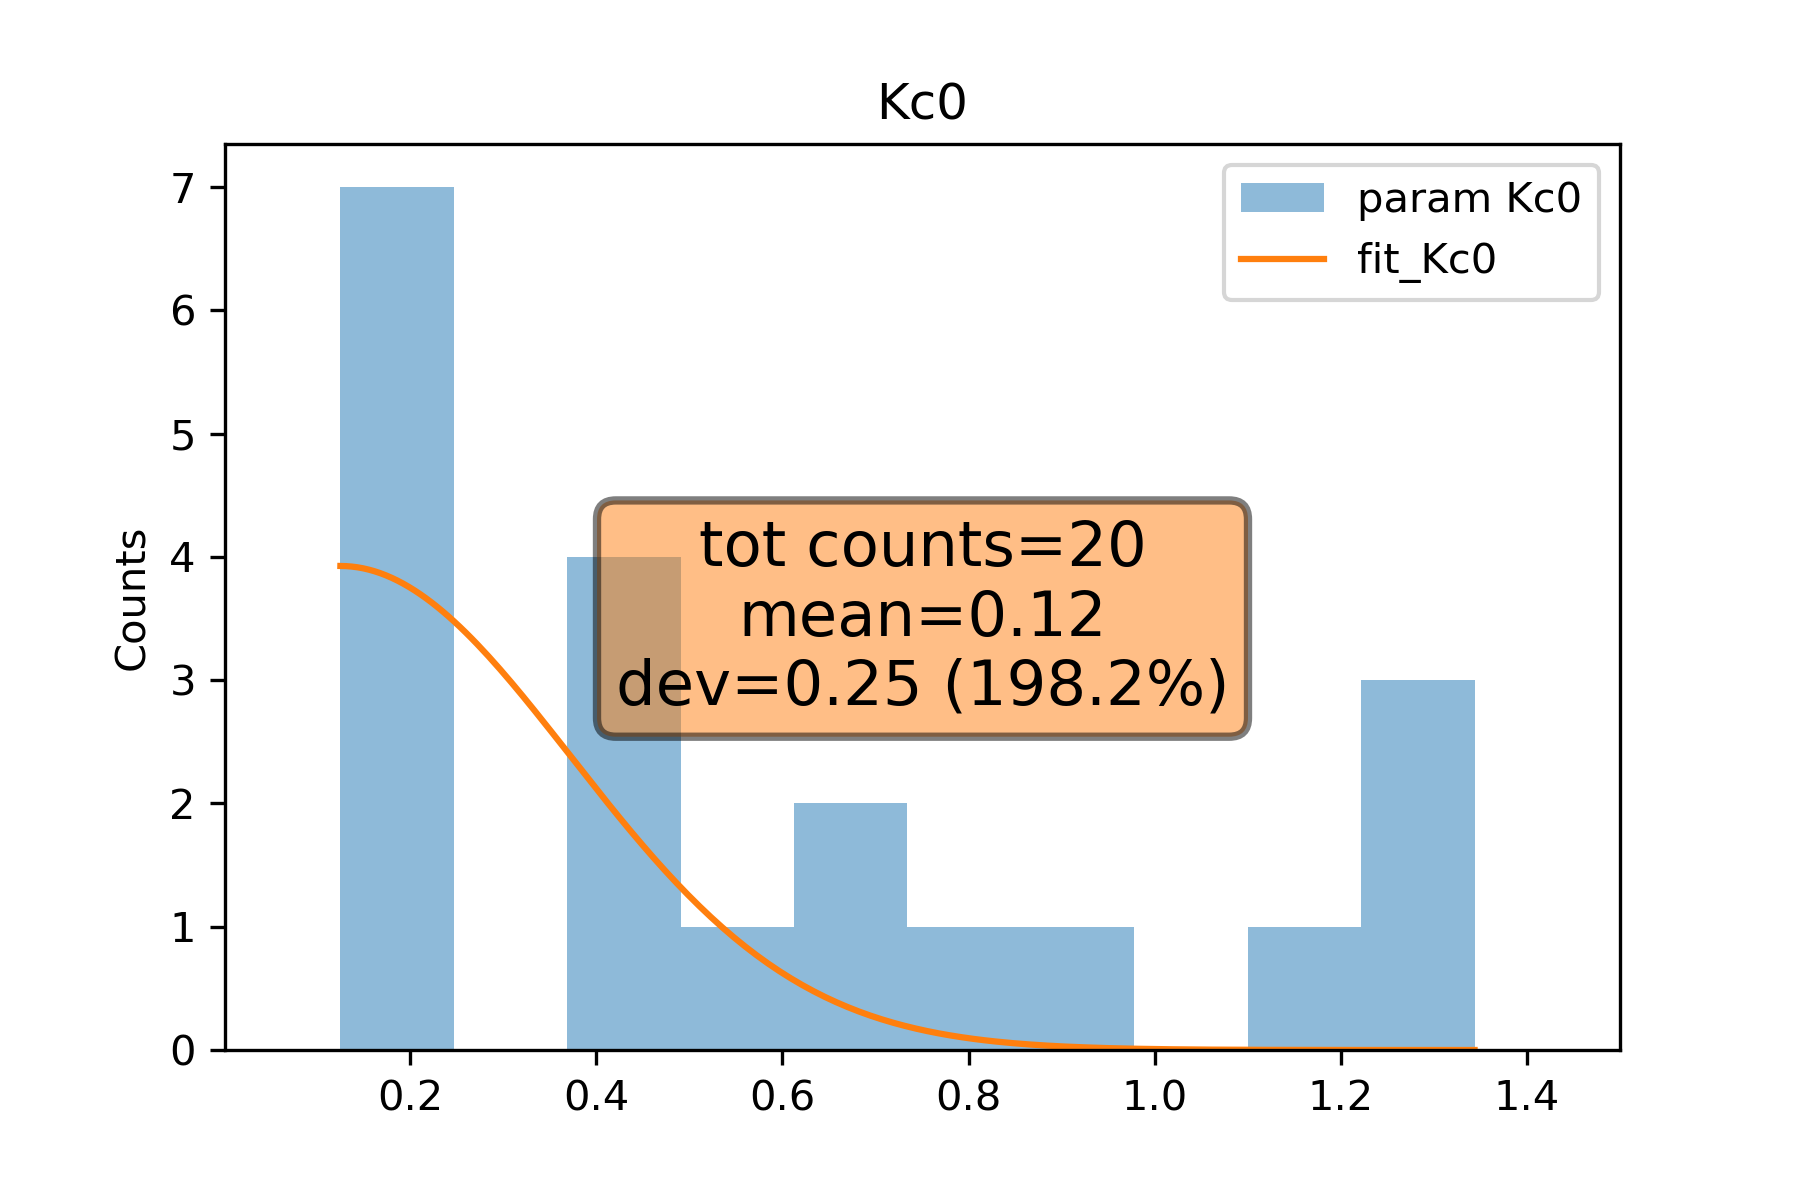 Kc0
param Kc0
fit_Kc0
7
6
5
4
3
2
1
0
Counts
tot counts=20
mean=0.12
dev=0.25 (198.2%)
0.2 0.4 0.6 0.8 1.0 1.2 1.4